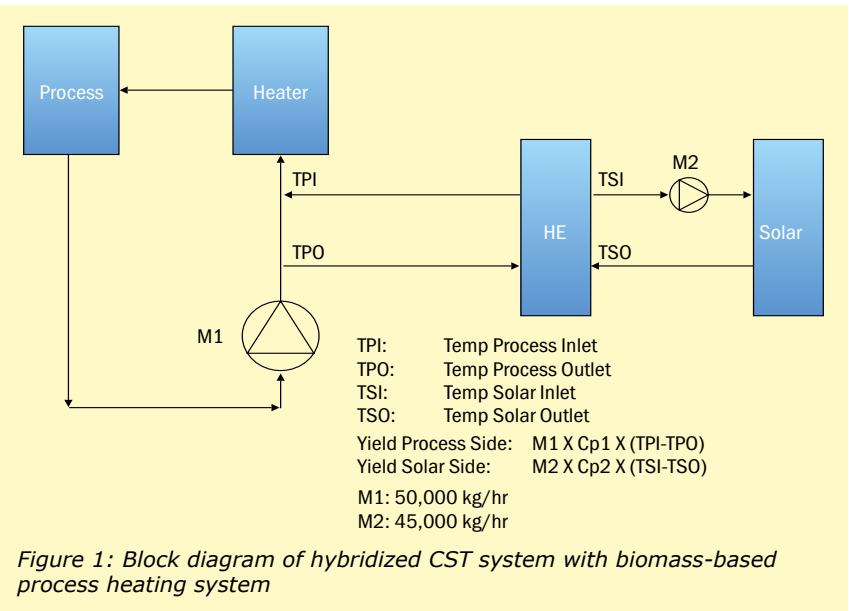 Process
Heater
TPI
TPO
M1
HE
TSI
TSO
M2
Solar
TPI: Temp Process Inlet
TPO: Temp Process Outlet
TSI: Temp Solar Inlet
TSO: Temp Solar Outlet
Yield Process Side: M1 X Cp1 X (TPI-TPO)
Yield Solar Side: M2 X Cp2 X (TSI-TSO)
M1: 50,000 kg/hr
M2: 45,000 kg/hr
Figure 1: Block diagram of hybridized CST system with biomass-based
process heating system